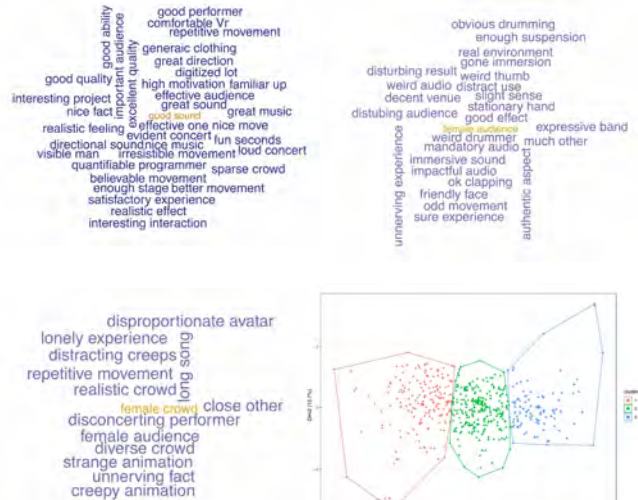 good performer
comfortable Vr
repetitive movement
good ability
important audience
excellent quality
generaic clothing
great direction
digitized lot
good quality
high motivation familiar up
interesting project
effective audience
great sound
nice fact
good sound
great music
realistic feeling
effective one nice move
evident concert
fun seconds
directional soundnice music
loud concert
visible man
irresistible movement
quantifiable programmer
sparse crowd
believable movement
enough stage better movement
satisfactory experience
realistic effect
interesting interaction
obvious drumming
enough suspension
real environment
gone immersion
disturbing result
weird thumb
weird audio
distract use
decent venue
slight sense
stationary hand
distubing audience
good effect
female audience
expressive band
weird drummer
much other
mandatory audio
unnerving experience
immersive sound
impactful audio
authentic aspect
ok clapping
friendly face
odd movement
sure experience
disproportionate avatar
lonely experience
long song
distracting creeps
repetitive movement
realistic crowd
female crowd
close other
disconcerting performer
female audience
diverse crowd
strange animation
unnerving fact
creepy animation